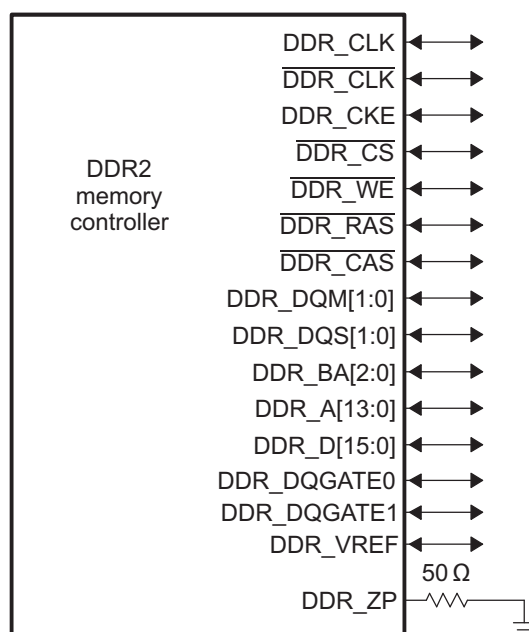 DDR2
memory
controller
DDR_CLK
DDR_CLK
DDR_CKE
DDR_CS
DDR_WE
DDR_RAS
DDR_CAS
DDR_DQM[1:0]
DDR_DQS[1:0]
DDR_BA[2:0]
DDR_A[13:0]
DDR_D[15:0]
DDR_DQGATE0
DDR_DQGATE1
DDR_VREF
50 Ω
DDR_ZP